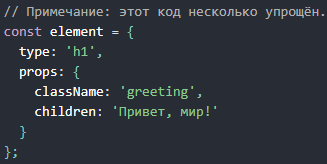 // Примечание: этот код несколько упрощён.
const element = {
  type: 'h1',
  props: {
    className: 'greeting',
    children: 'Привет, мир!'
  }
};